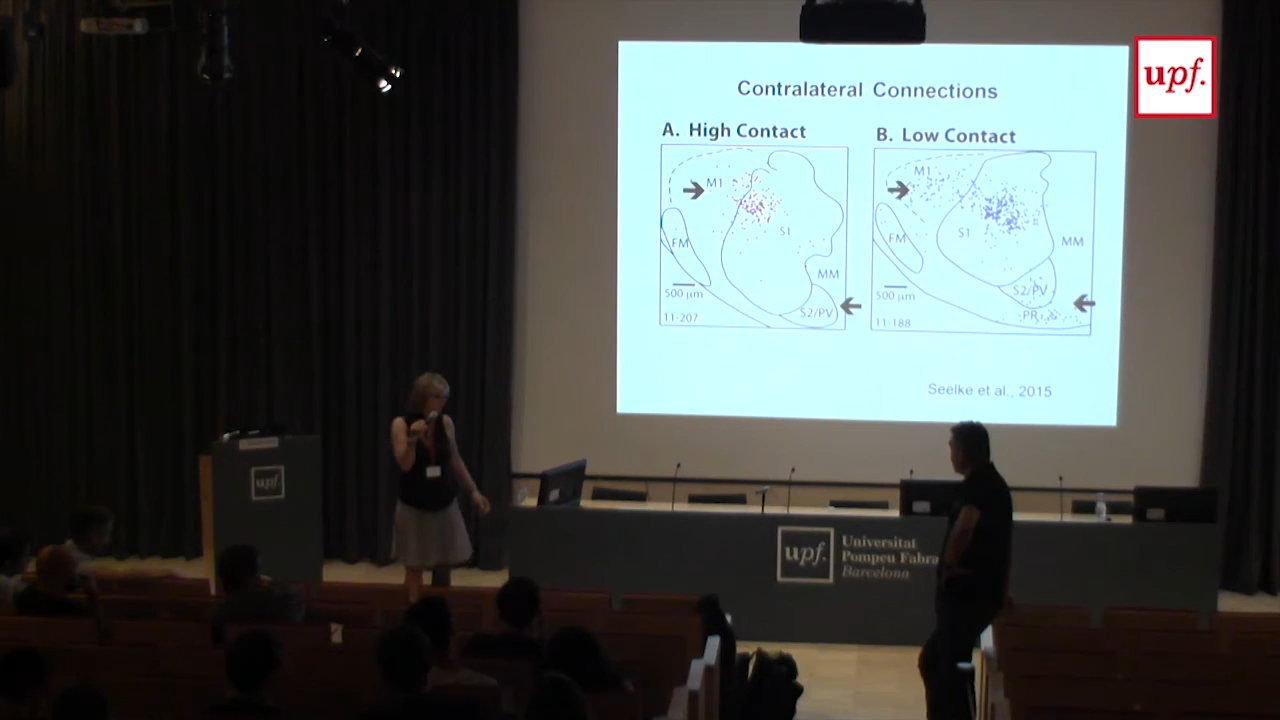 Contralateral Connections
A. High Contact
B. Low Contact
M1
S1
FM
MM
S2/PV
500 µm
11-207
M1
S1
FM
MM
S2/PV
PR
500 µm
11-188
Seelke et al., 2015
upf.
upf.
upf.
Universitat
Pompeu Fabra
Barcelona